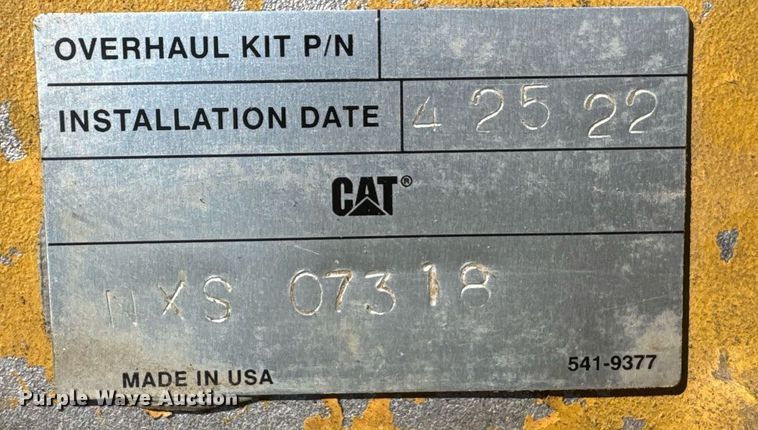 OVERHAUL KIT P/N
INSTALLATION DATE 4 25 22
CAT®
NXS 07318
541-9377
MADE IN USA
Purple Wave Auction